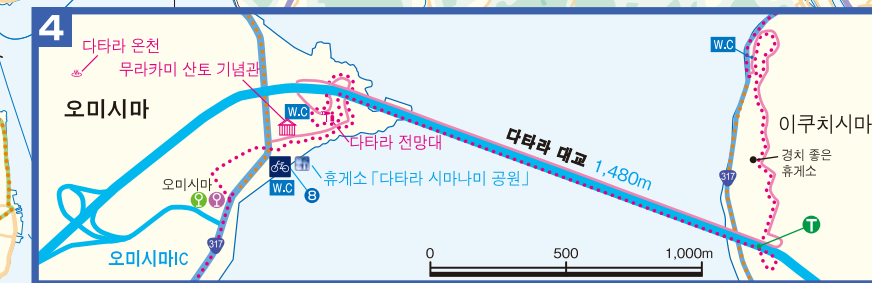 4
다타라 온천
무라카미 산토 기념관
오미시마
W.C
다타라 전망대
다타라 대교 1,480m
W.C
이쿠치시마
경치 좋은
휴게소
317
T
오미시마
휴게소「다타라 시마나미 공원」
W.C
8
317
오미시마IC
0 500 1,000m